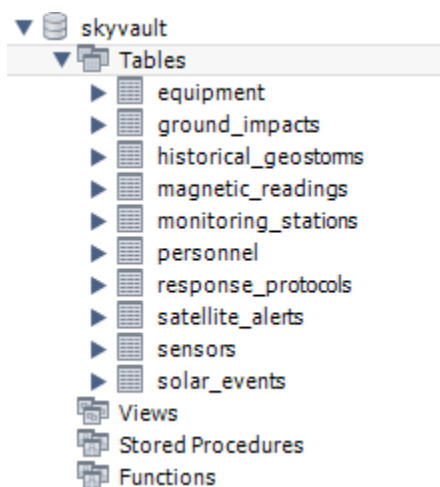 skyvault
Tables
equipment
ground_impacts
historical_geostorms
magnetic_readings
monitoring_stations
personnel
response_protocols
satellite_alerts
sensors
solar_events
Views
Stored Procedures
Functions